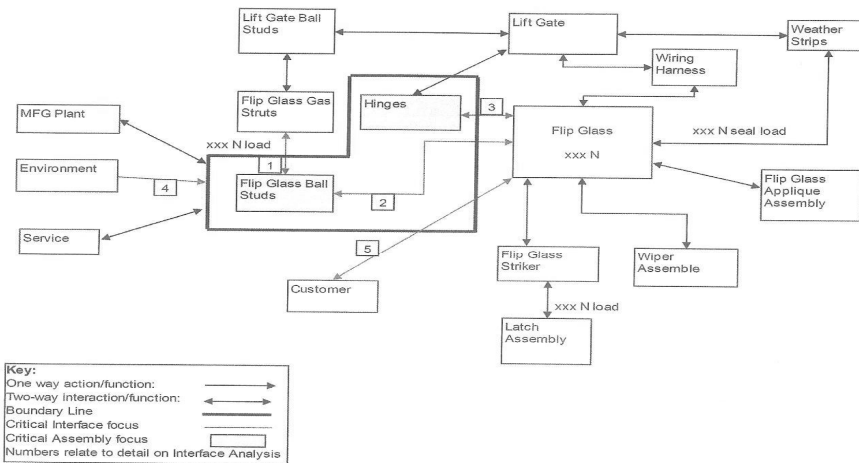 Lift Gate Ball
Studs
Lift Gate
Weather
Strips
Wiring
Harness
Flip Glass Gas
Struts
Hinges
3
MFG Plant
Flip Glass
xxx N
xxx N seal load
xxx N load
1
Environment
4
Flip Glass Ball
Studs
2
Flip Glass
Applique
Assembly
Service
5
Flip Glass
Striker
Wiper
Assemble
Customer
xxx N load
Latch
Assembly
Key:
One way action/function:
Two-way interaction/function:
Boundary Line
Critical Interface focus
Critical Assembly focus
Numbers relate to detail on Interface Analysis